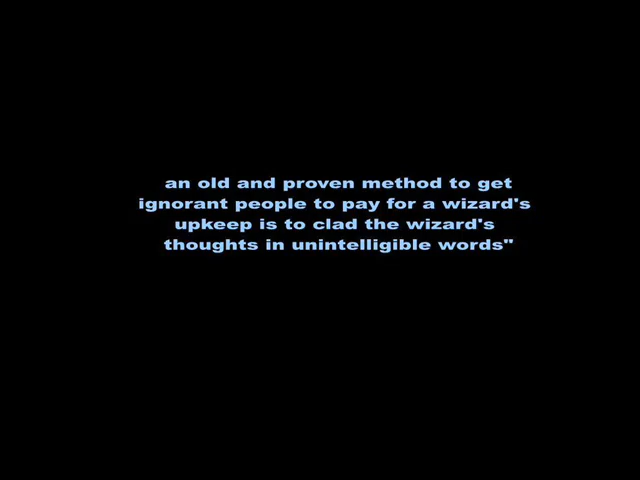 an old and proven method to get
ignorant people to pay for a wizard's
upkeep is to clad the wizard's
thoughts in unintelligible words"